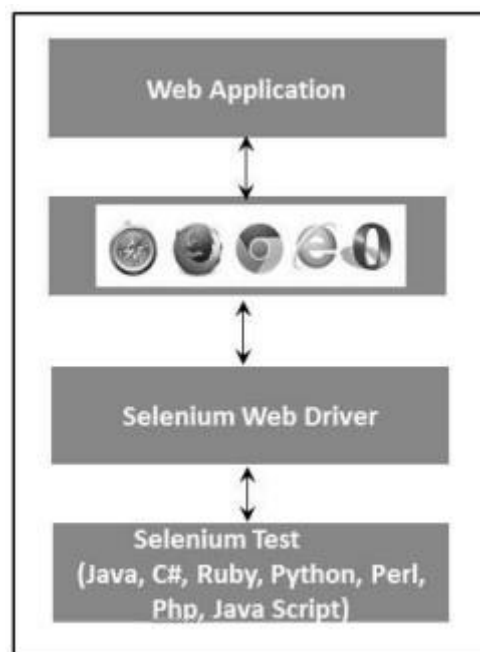 Web Application
Selenium Web Driver
Selenium Test
(Java, C#, Ruby, Python, Perl,
Php, Java Script)